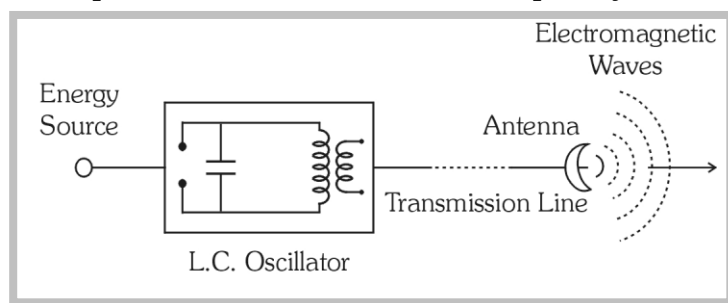 Electromagnetic
Waves
Energy
Source
Antenna
Transmission Line
L.C. Oscillator